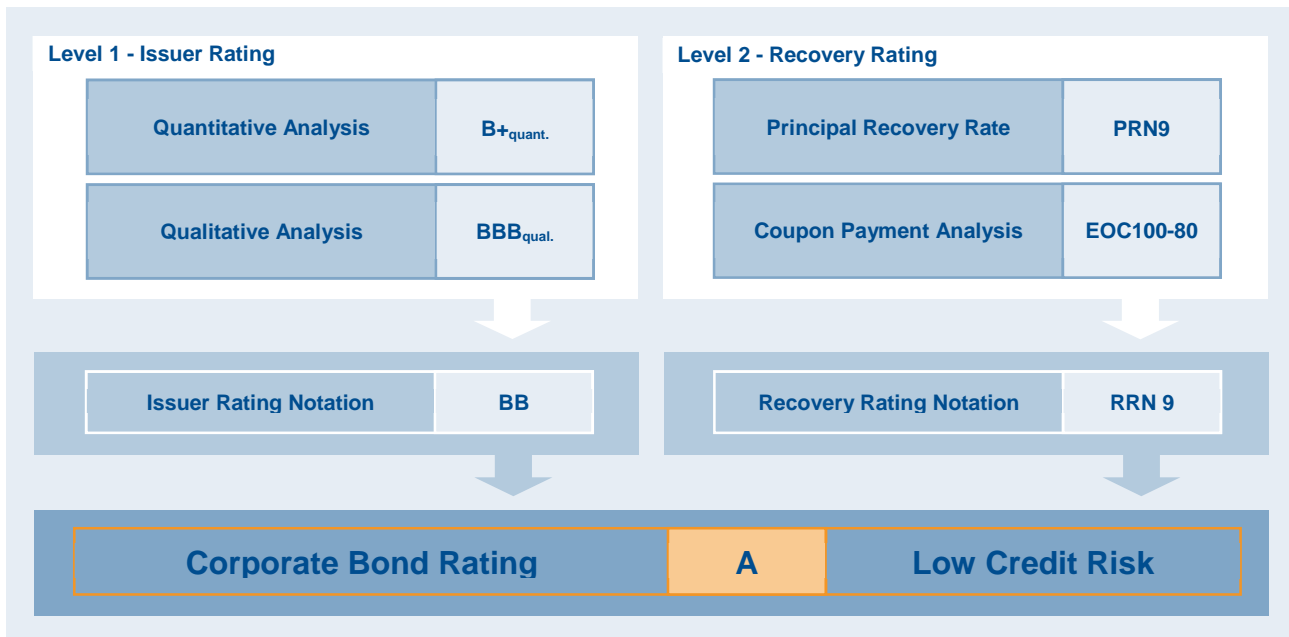 Level 1 - Issuer Rating
Quantitative Analysis B+quant.
Qualitative Analysis BBBqual.
Issuer Rating Notation BB
Level 2 - Recovery Rating
Principal Recovery Rate PRN9
Coupon Payment Analysis EOC100-80
Recovery Rating Notation RRN 9
Corporate Bond Rating A Low Credit Risk